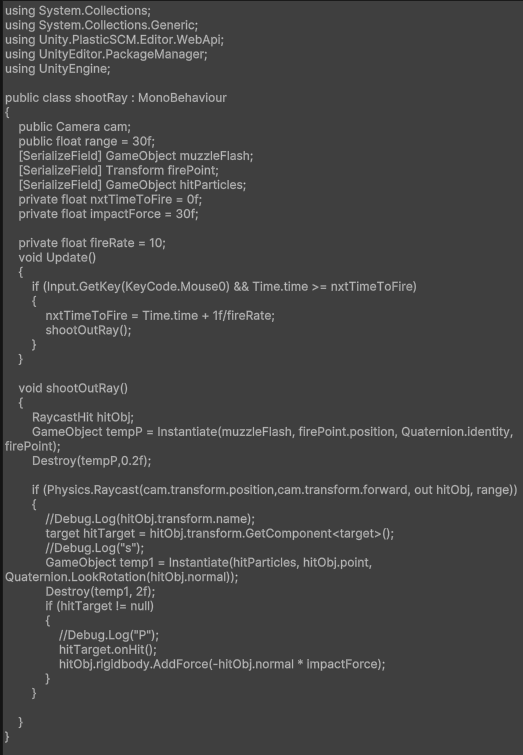 using System.Collections;
using System.Collections.Generic;
using Unity.PlasticSCM.Editor.WebApi;
using UnityEditor.PackageManager;
using UnityEngine;

public class shootRay : MonoBehaviour
{
    public Camera cam;
    public float range = 30f;
    [SerializeField] GameObject muzzleFlash;
    [SerializeField] Transform firePoint;
    [SerializeField] GameObject hitParticles;
    private float nxtTimeToFire = 0f;
    private float impactForce = 30f;

    private float fireRate = 10;
    void Update()
    {
        if (Input.GetKey(KeyCode.Mouse0) && Time.time >= nxtTimeToFire)
        {
            nxtTimeToFire = Time.time + 1f/fireRate;
            shootOutRay();
        }
    }

    void shootOutRay()
    {
        RaycastHit hitObj;
        GameObject tempP = Instantiate(muzzleFlash, firePoint.position, Quaternion.identity,
firePoint);
        Destroy(tempP,0.2f);

        if (Physics.Raycast(cam.transform.position,cam.transform.forward, out hitObj, range))
        {
            //Debug.Log(hitObj.transform.name);
            target hitTarget = hitObj.transform.GetComponent<target>();
            //Debug.Log("s");
            GameObject temp1 = Instantiate(hitParticles, hitObj.point,
Quaternion.LookRotation(hitObj.normal));
            Destroy(temp1, 2f);
            if (hitTarget != null)
            {
                //Debug.Log("P");
                hitTarget.onHit();
                hitObj.rigidbody.AddForce(-hitObj.normal * impactForce);
            }
        }

    }
}